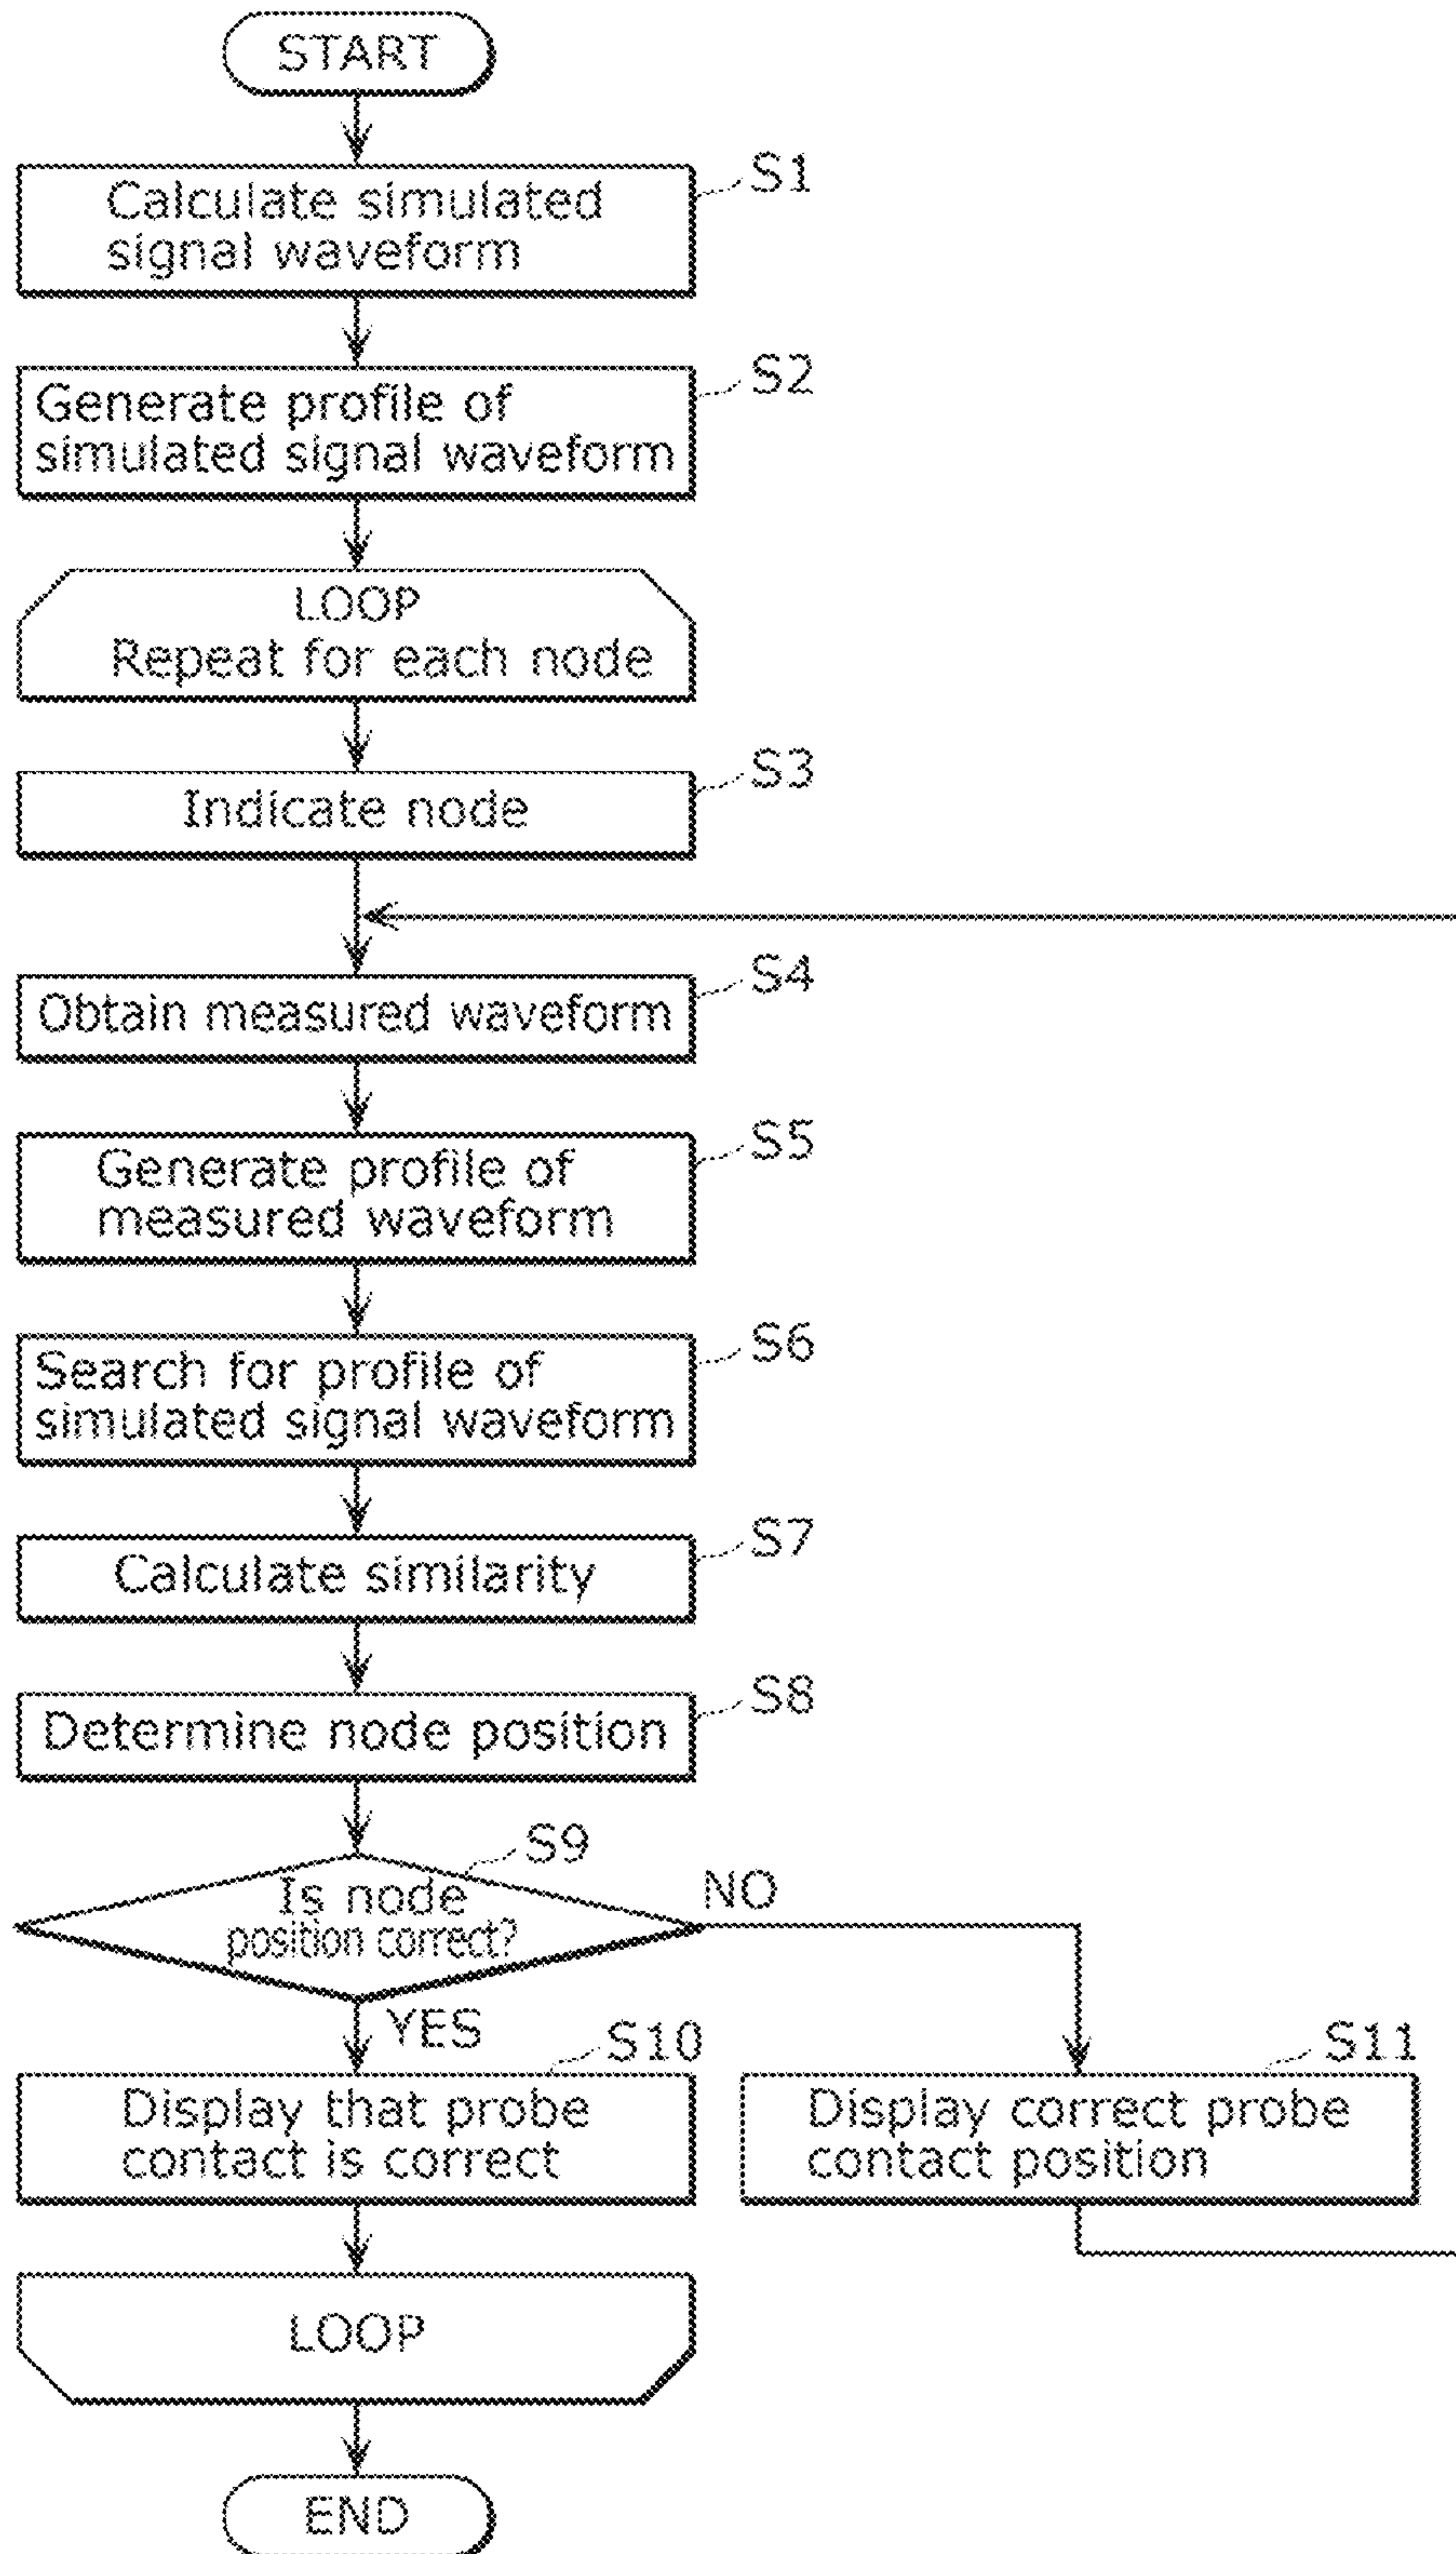 START
S1
Calculate simulated
signal waveform
S2
Generate profile of
simulated signal waveform
LOOP
Repeat for each node
S3
Indicate node
S4
Obtain measured waveform
S5
Generate profile of
measured waveform
S6
Search for profile of
simulated signal waveform
S7
Calculate similarity
S8
Determine node position
S9
Is node
position correct?
NO
YES
S10
Display that probe
contact is correct
S11
Display correct probe
contact position
LOOP
END